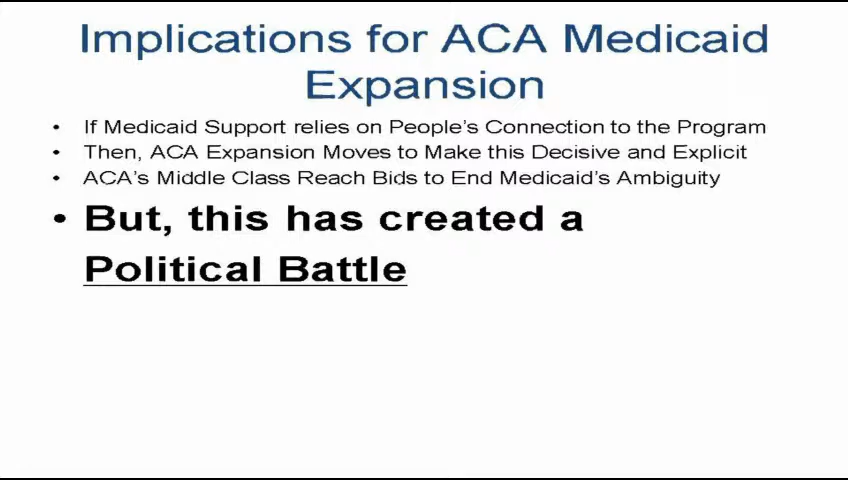 Implications for ACA Medicaid
Expansion
• If Medicaid Support relies on People's Connection to the Program
• Then, ACA Expansion Moves to Make this Decisive and Explicit
• ACA's Middle Class Reach Bids to End Medicaid's Ambiguity
• But, this has created a
Political Battle